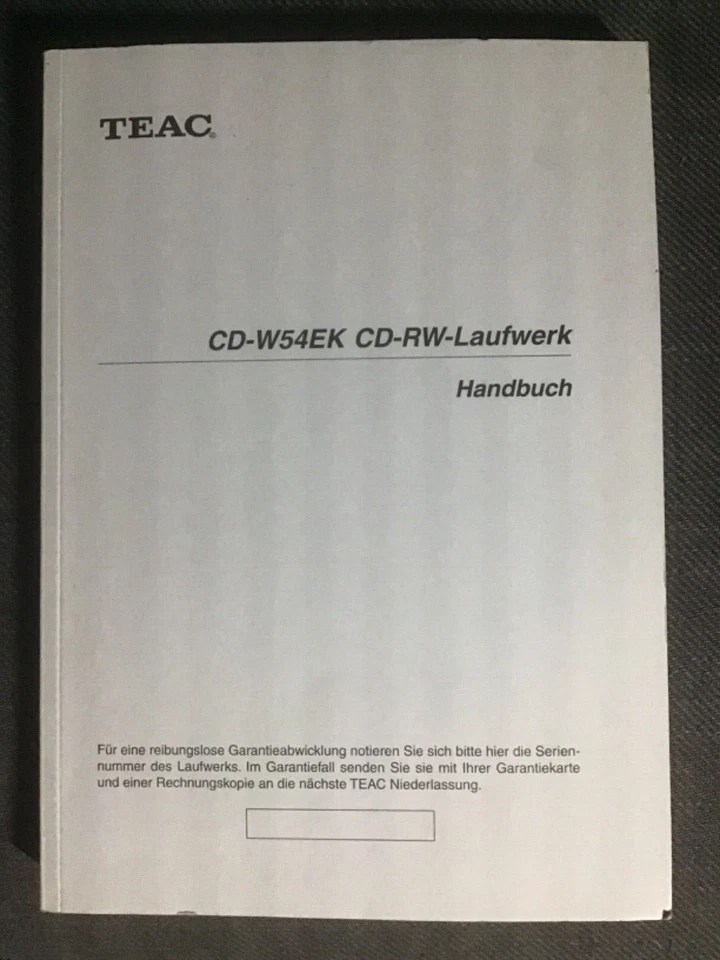 TEAC®
CD-W54EK CD-RW-Laufwerk
Handbuch
Für eine reibungslose Garantieabwicklung notieren Sie sich bitte hier die Serien-
nummer des Laufwerks. Im Garantiefall senden Sie sie mit Ihrer Garantiekarte
und einer Rechnungskopie an die nächste TEAC Niederlassung.